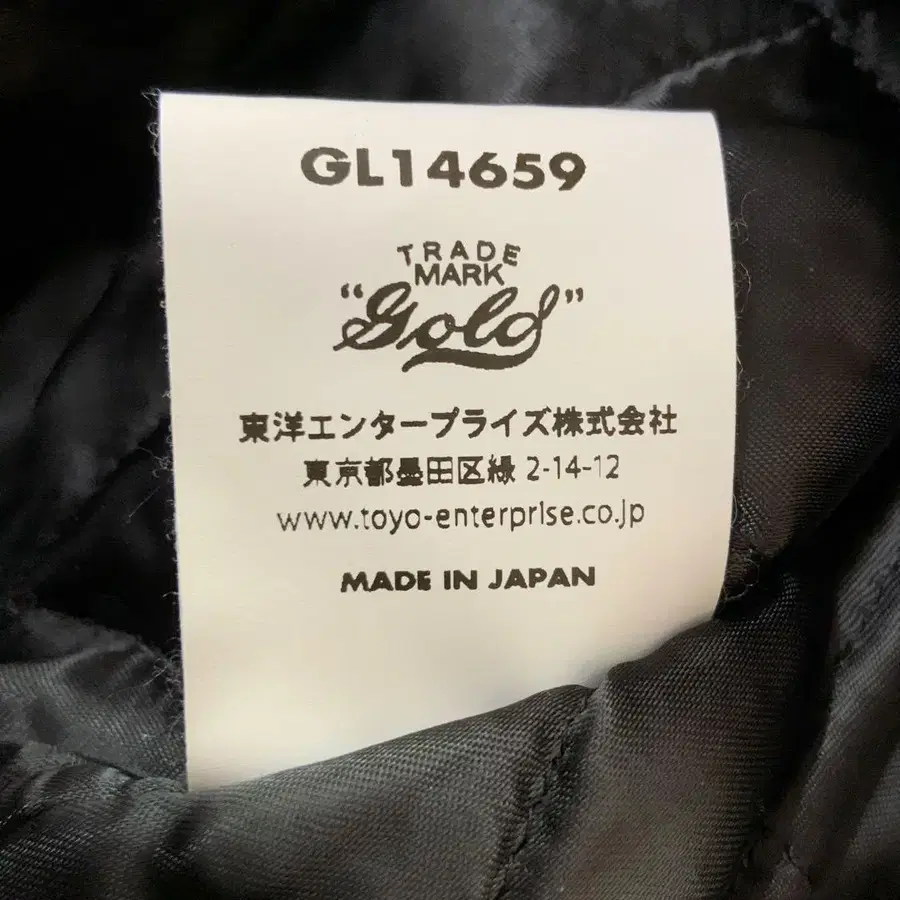 GL14659
TRADE
MARK
"Gold"
東洋エンタープライズ株式会社
東京都墨田区緑 2-14-12
www.toyo-enterprise.co.jp
MADE IN JAPAN